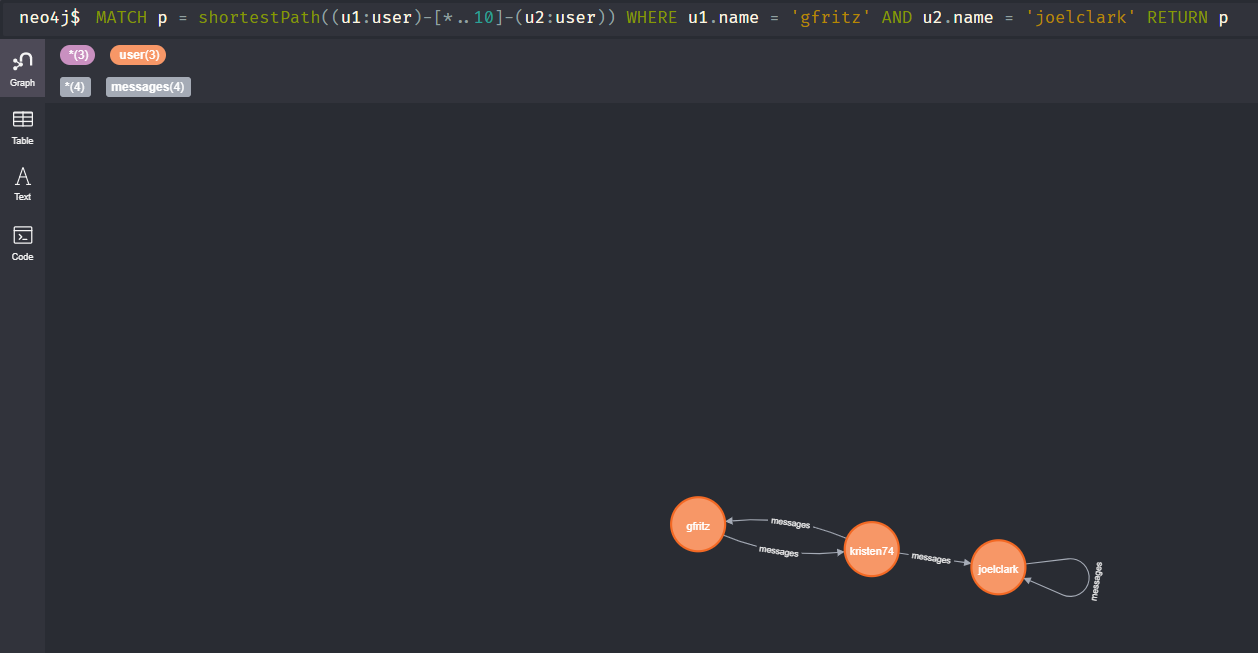 neo4j$ MATCH p = shortestPath((u1:user)-[*..10]-(u2:user)) WHERE u1.name = 'gfritz' AND u2.name = 'joelclark' RETURN p
*(3) user(3)
*(4) messages(4)
Graph
Table
Text
Code
messages
gfritz
messages
kristen74
messages
joelclark
messages